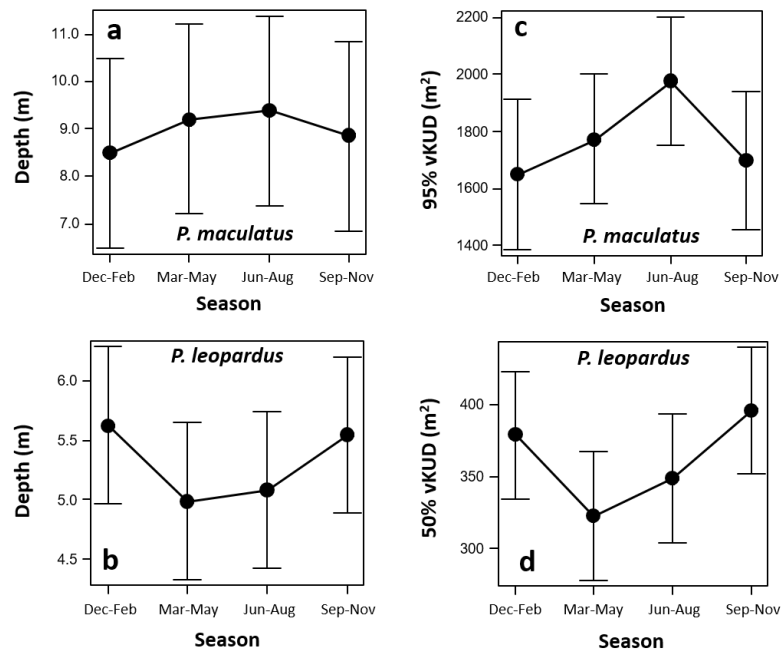 a
Depth (m)
11.0
10.0
9.0
8.0
7.0
P. maculatus
Dec-Feb Mar-May Jun-Aug Sep-Nov
Season
c
95% vKUD (m²)
2200
2000
1800
1600
1400
P. maculatus
Dec-Feb Mar-May Jun-Aug Sep-Nov
Season
P. leopardus
Depth (m)
6.0
5.5
5.0
4.5
b
Dec-Feb Mar-May Jun-Aug Sep-Nov
Season
P. leopardus
50% vKUD (m²)
400
350
300
d
Dec-Feb Mar-May Jun-Aug Sep-Nov
Season